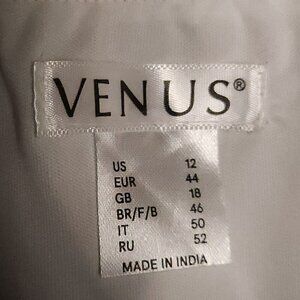 VENUS®
US 12
EUR 44
GB 18
BR/F/B 46
IT 50
RU 52
MADE IN INDIA